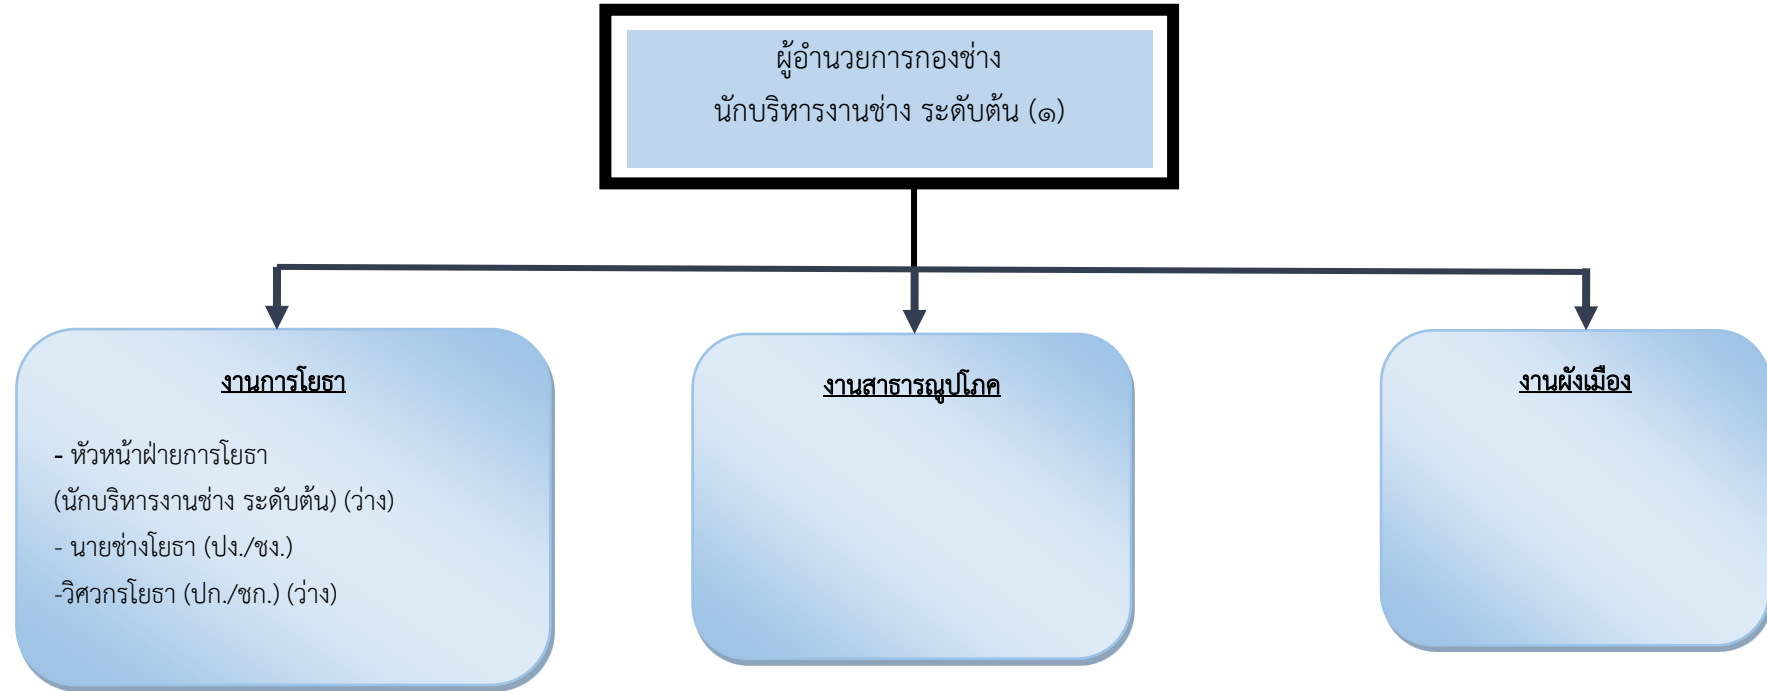 ผู้อำนวยการกองช่าง
นักบริหารงานช่าง ระดับต้น (๑)
งานการโยธา
- หัวหน้าฝ่ายการโยธา
(นักบริหารงานช่าง ระดับต้น) (ว่าง)
- นายช่างโยธา (ปง./ชง.)
-วิศวกรโยธา (ปก./ชก.) (ว่าง)
งานสาธารณูปโภค
งานผังเมือง